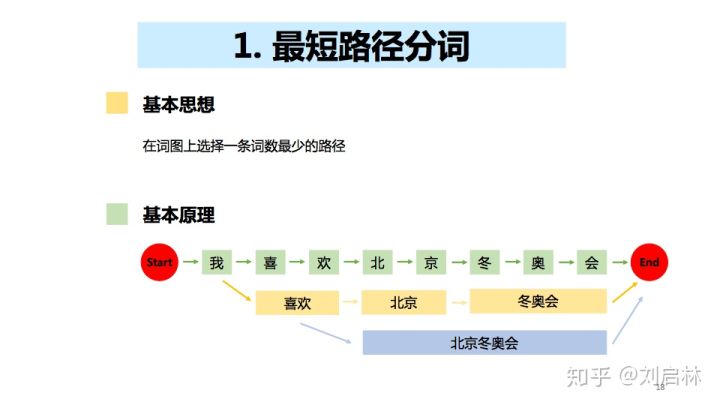 1. 最短路径分词
基本思想
在词图上选择一条词数最少的路径
基本原理
Start 我 喜 欢 北 京 冬 奥 会 End
喜欢 北京 冬奥会
北京冬奥会
知乎 @刘启林
18